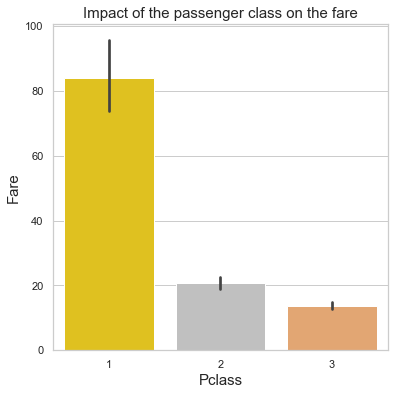 Impact of the passenger class on the fare
100
80
60
40
20
0
Fare
1 2 3
Pclass